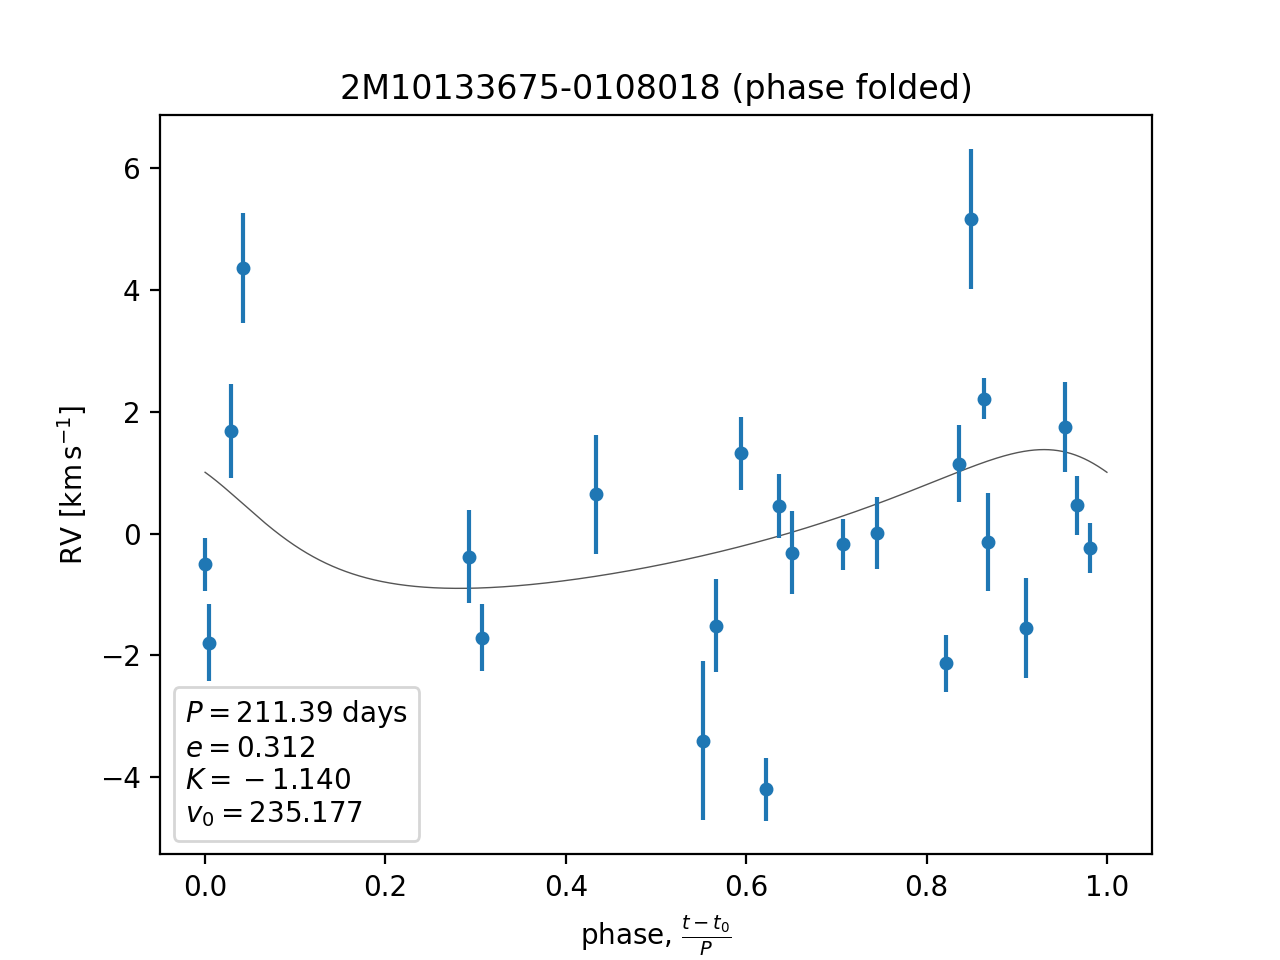 2M10133675-0108018 (phase folded)
6
4
2
0
−2
−4
RV [km s⁻¹]
P = 211.39 days
e = 0.312
K = −1.140
v₀ = 235.177
0.0 0.2 0.4 0.6 0.8 1.0
phase, (t − t₀)/P